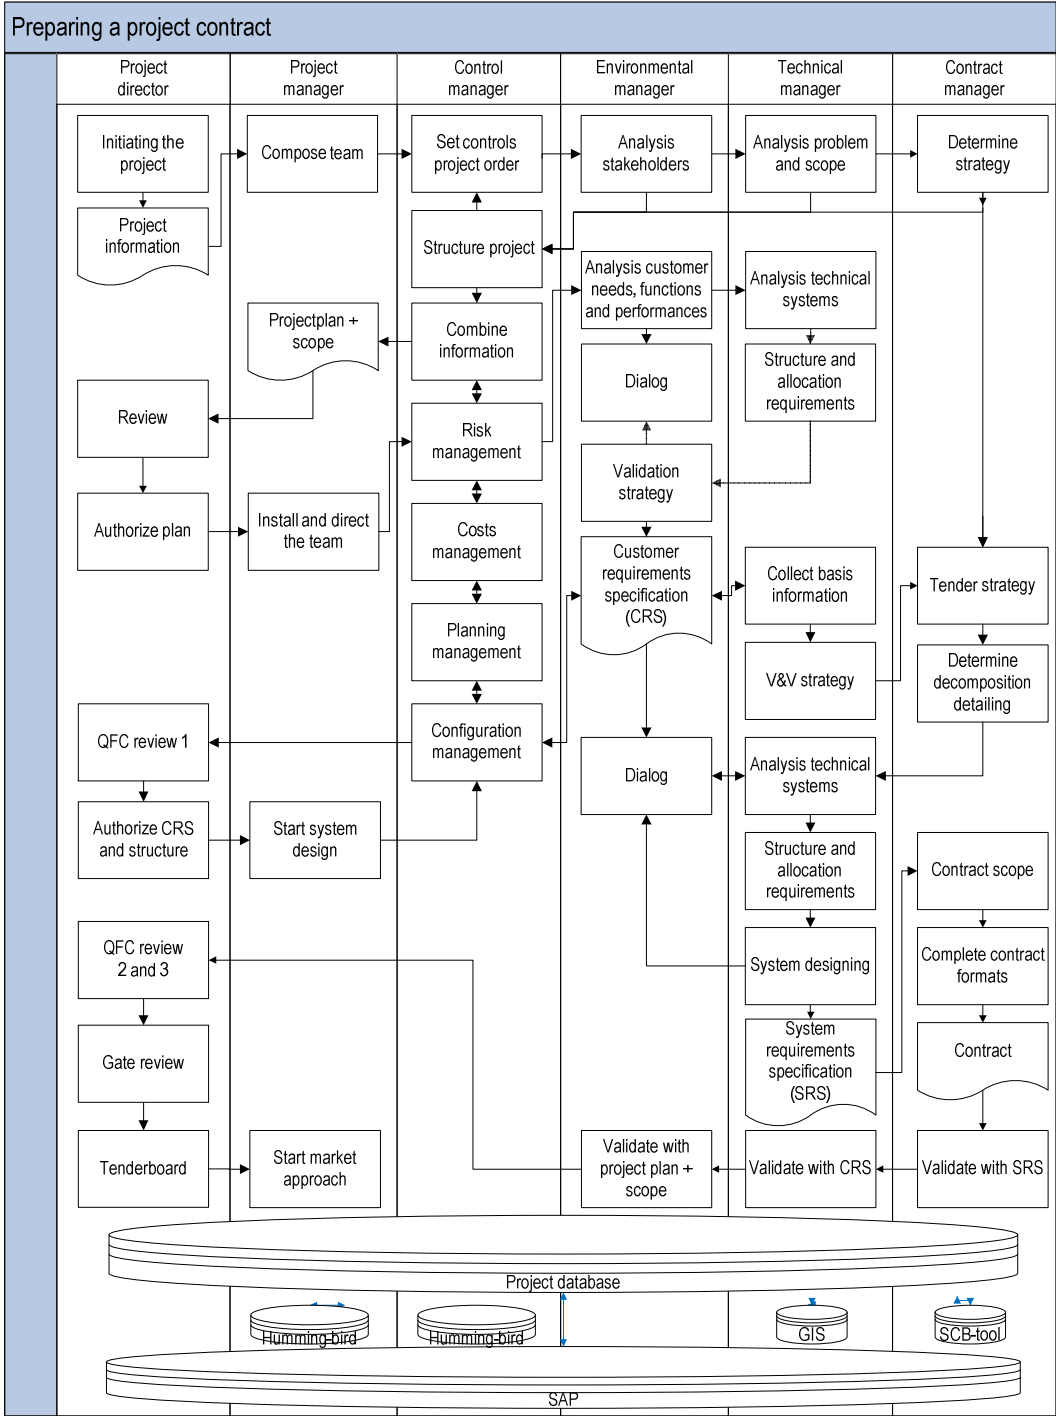 Preparing a project contract
Project
director
Project
manager
Control
manager
Environmental
manager
Technical
manager
Contract
manager
Initiating the
project
Compose team
Set controls
project order
Analysis
stakeholders
Analysis problem
and scope
Determine
strategy
Project
information
Structure project
Analysis customer
needs, functions
and performances
Analysis technical
systems
Projectplan +
scope
Combine
information
Dialog
Structure and
allocation
requirements
Review
Risk
management
Validation
strategy
Authorize plan
Install and direct
the team
Costs
management
Customer
requirements
specification
(CRS)
Collect basis
information
Tender strategy
Planning
management
V&V strategy
Determine
decomposition
detailing
QFC review 1
Configuration
management
Dialog
Analysis technical
systems
Authorize CRS
and structure
Start system
design
Structure and
allocation
requirements
Contract scope
QFC review
2 and 3
System designing
Complete contract
formats
Gate review
System
requirements
specification
(SRS)
Contract
Tenderboard
Start market
approach
Validate with
project plan +
scope
Validate with CRS
Validate with SRS
Project database
Humming-bird
Humming-bird
GIS
SCB-tool
SAP